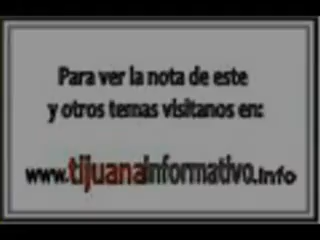 Para ver la nota de este
y otros temas visitanos en:
www.tijuanainformativo.info